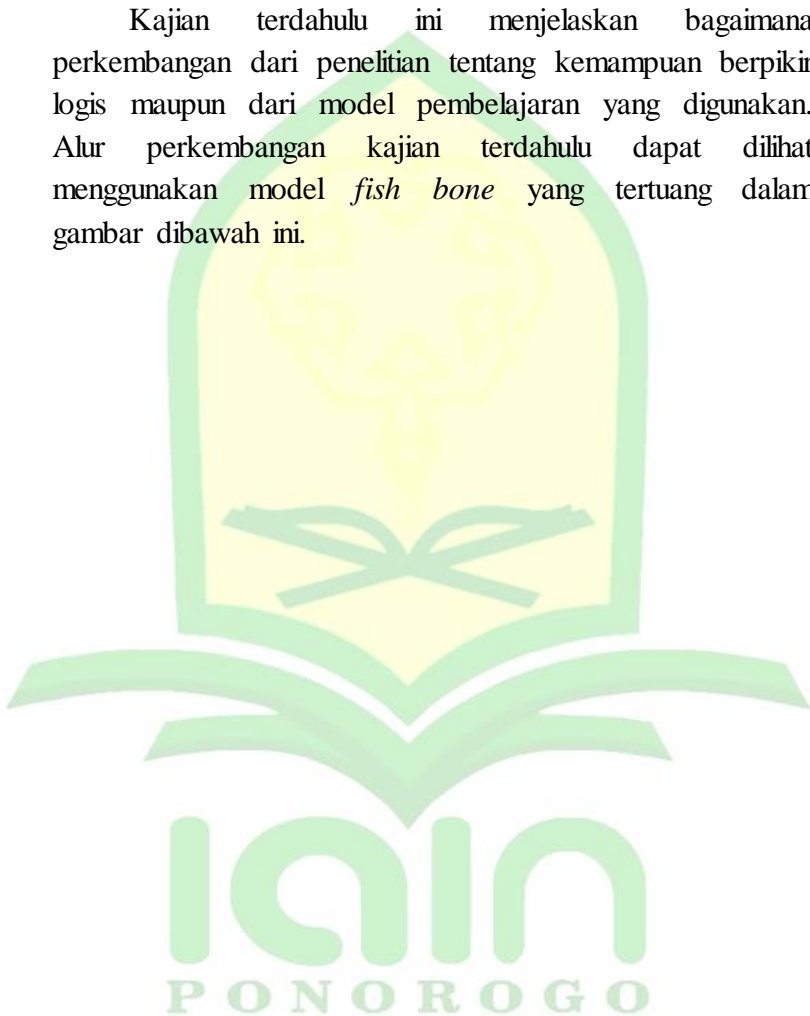 Kajian terdahulu ini menjelaskan bagaimana
perkembangan dari penelitian tentang kemampuan berpikir
logis maupun dari model pembelajaran yang digunakan.
Alur perkembangan kajian terdahulu dapat dilihat
menggunakan model fish bone yang tertuang dalam
gambar dibawah ini.
iain
PONOROGO